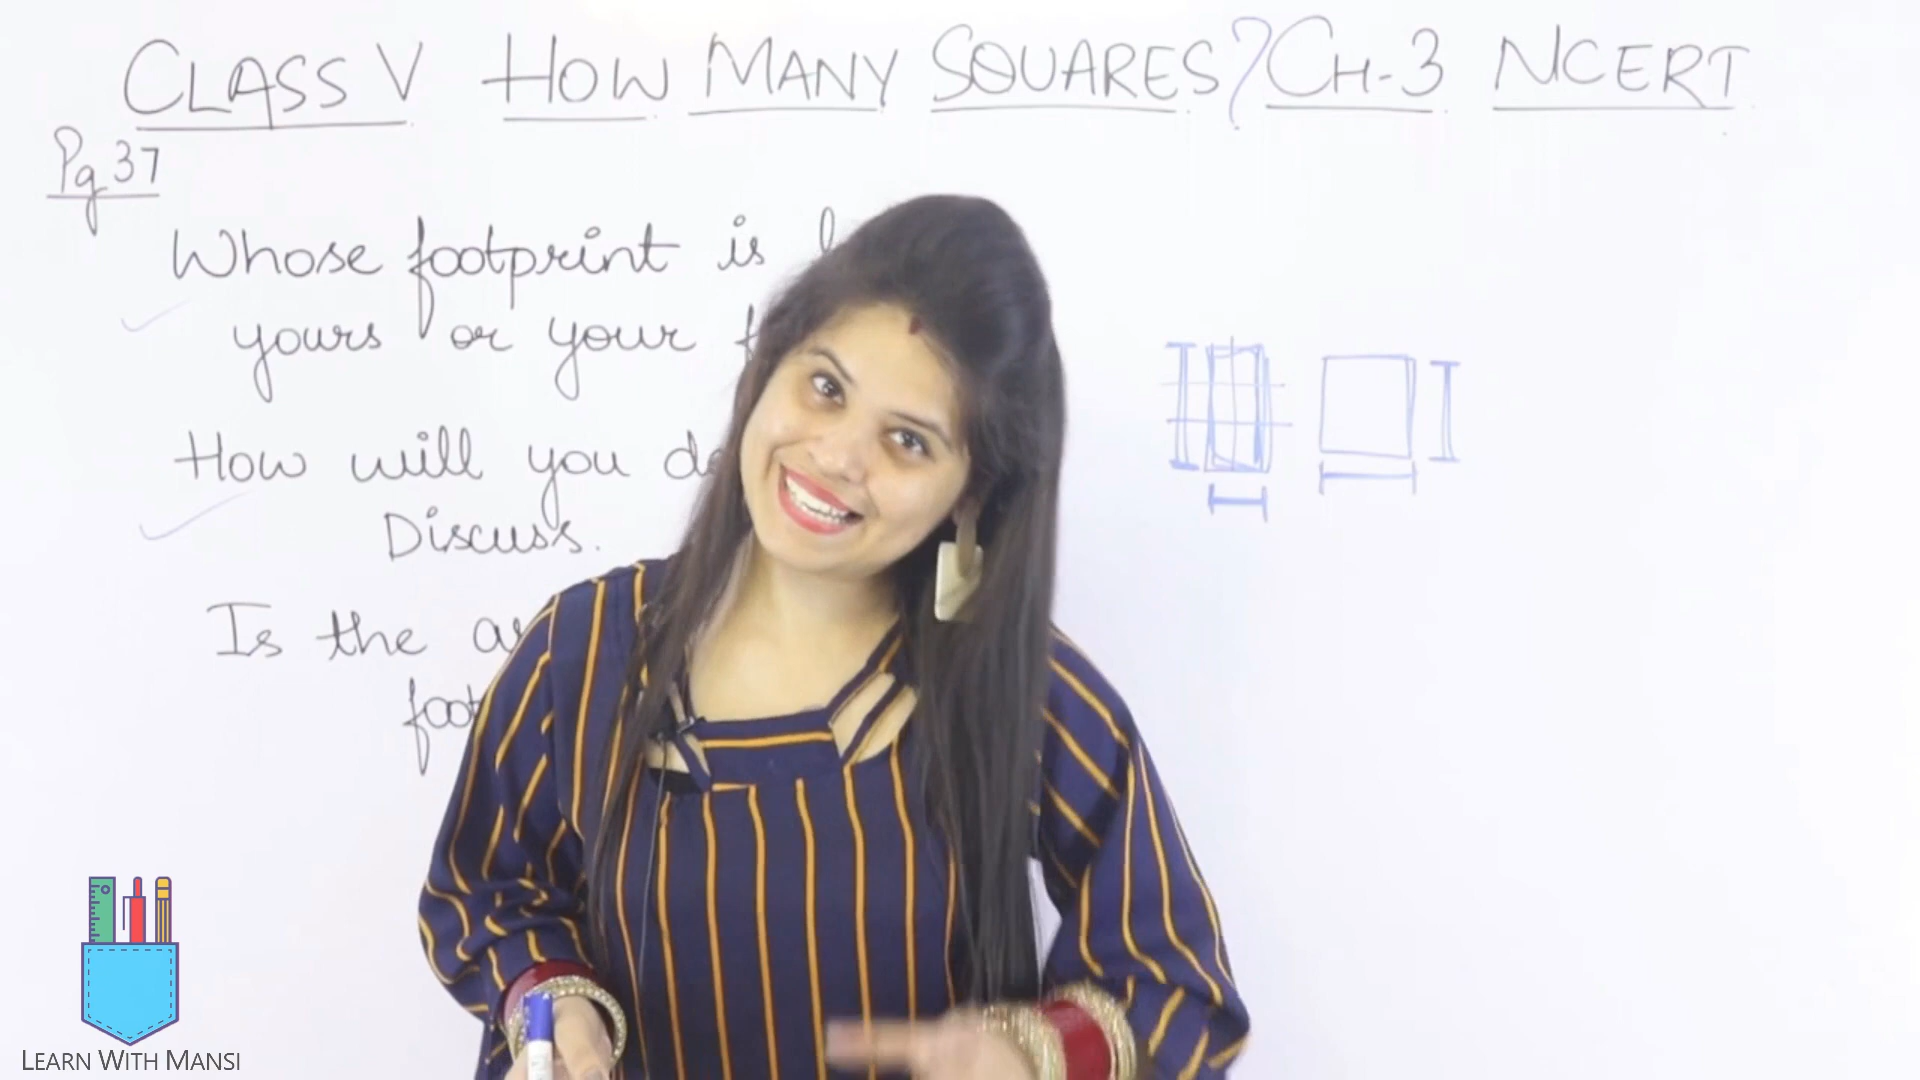 CLASS V HOW MANY SQUARES? CH-3 NCERT
Pg 37
Whose footprint is
yours or your
How will you
Discuss.
Is the
LEARN WITH MANSI